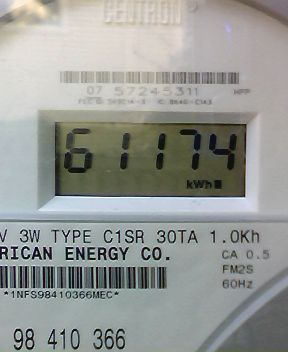 CENTRON
07 57245311
61174
kWh
V 3W TYPE C1SR 30TA 1.0Kh
RICAN ENERGY CO.
CA 0.5
FM2S
*1NFS98410366MEC*
60Hz
98 410 366